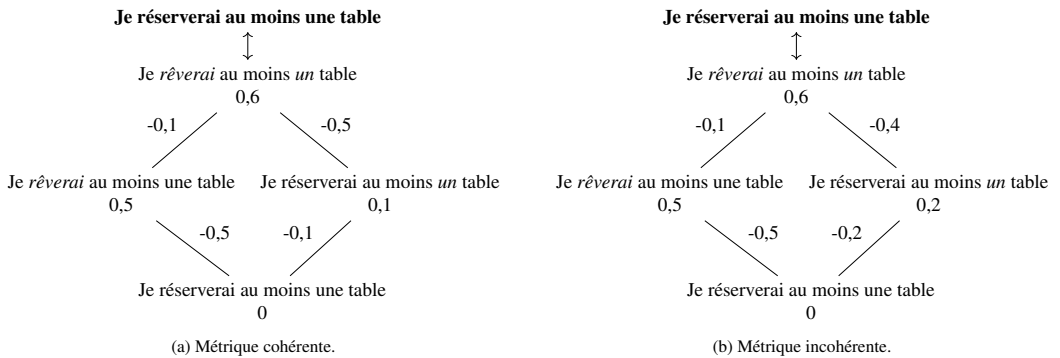 Je réserverai au moins une table
Je rêverai au moins un table
0,6
-0,1 -0,5
Je rêverai au moins une table Je réserverai au moins un table
0,5 0,1
-0,5 -0,1
Je réserverai au moins une table
0
(a) Métrique cohérente.
Je réserverai au moins une table
Je rêverai au moins un table
0,6
-0,1 -0,4
Je rêverai au moins une table Je réserverai au moins un table
0,5 0,2
-0,5 -0,2
Je réserverai au moins une table
0
(b) Métrique incohérente.